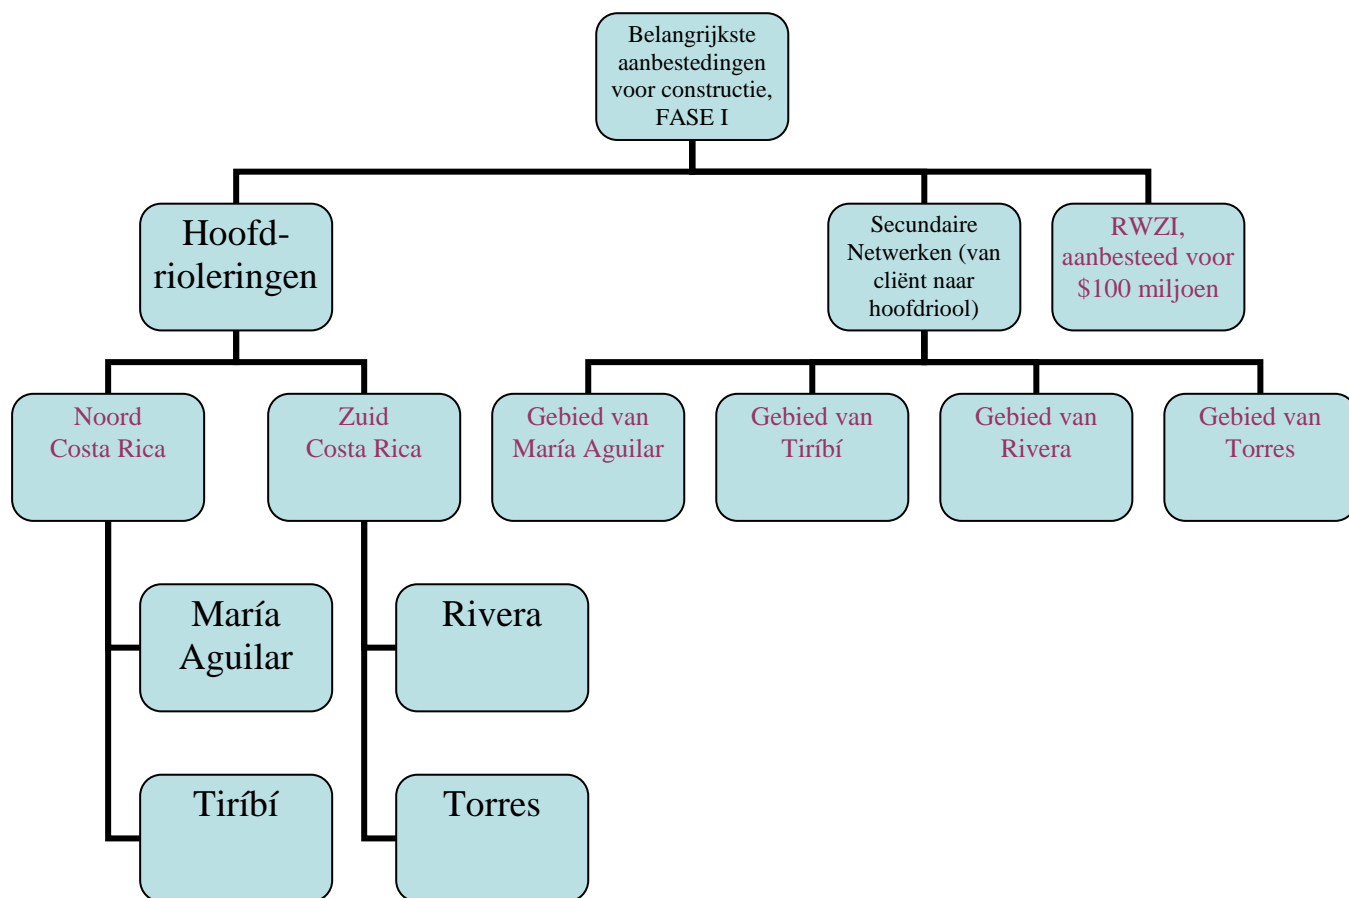 Belangrijkste
aanbestedingen
voor constructie,
FASE I
Hoofd-
rioleringen
Secundaire
Netwerken (van
cliënt naar
hoofdriool)
RWZI,
aanbesteed voor
$100 miljoen
Noord
Costa Rica
Zuid
Costa Rica
Gebied van
María Aguilar
Gebied van
Tiríbí
Gebied van
Rivera
Gebied van
Torres
María
Aguilar
Rivera
Tiríbí
Torres